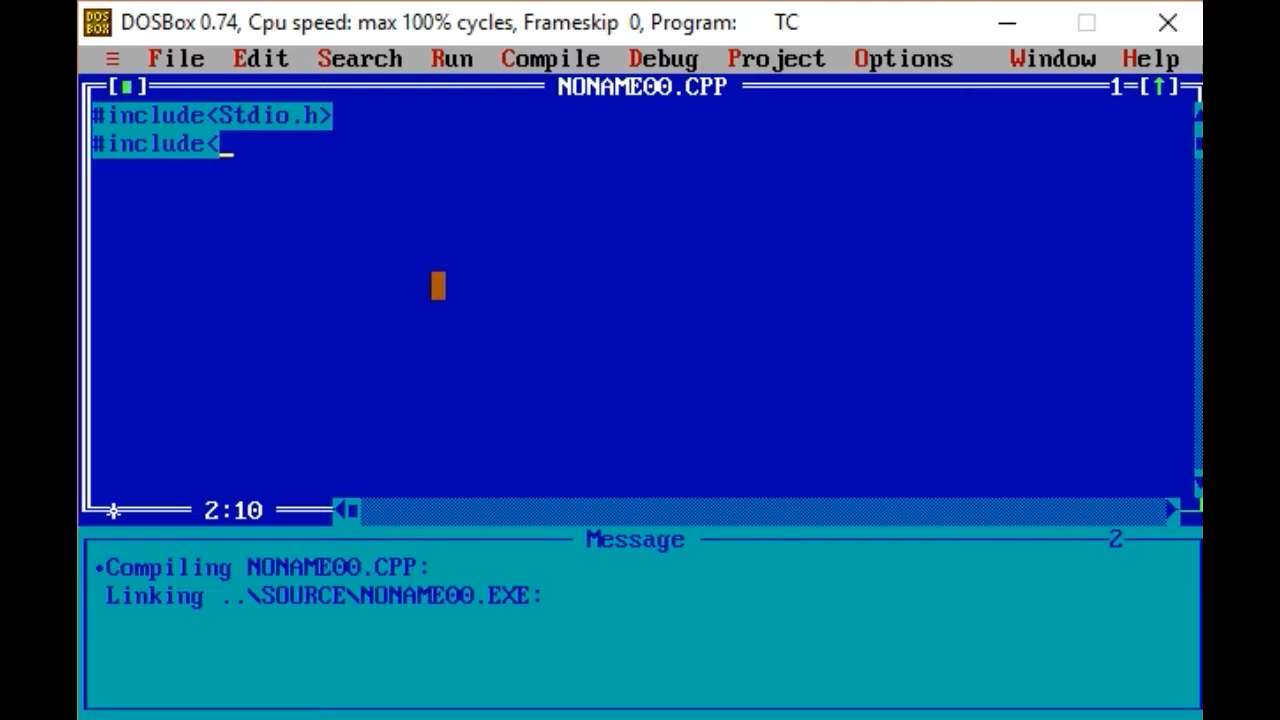 DOS BOX
DOSBox 0.74, Cpu speed: max 100% cycles, Frameskip 0, Program: TC
≡ File Edit Search Run Compile Debug Project Options Window Help
[■] NONAME00.CPP 1=[↑]
#include<Stdio.h>
#include<_
2:10
Message 2
•Compiling NONAME00.CPP:
Linking ..\SOURCE\NONAME00.EXE: